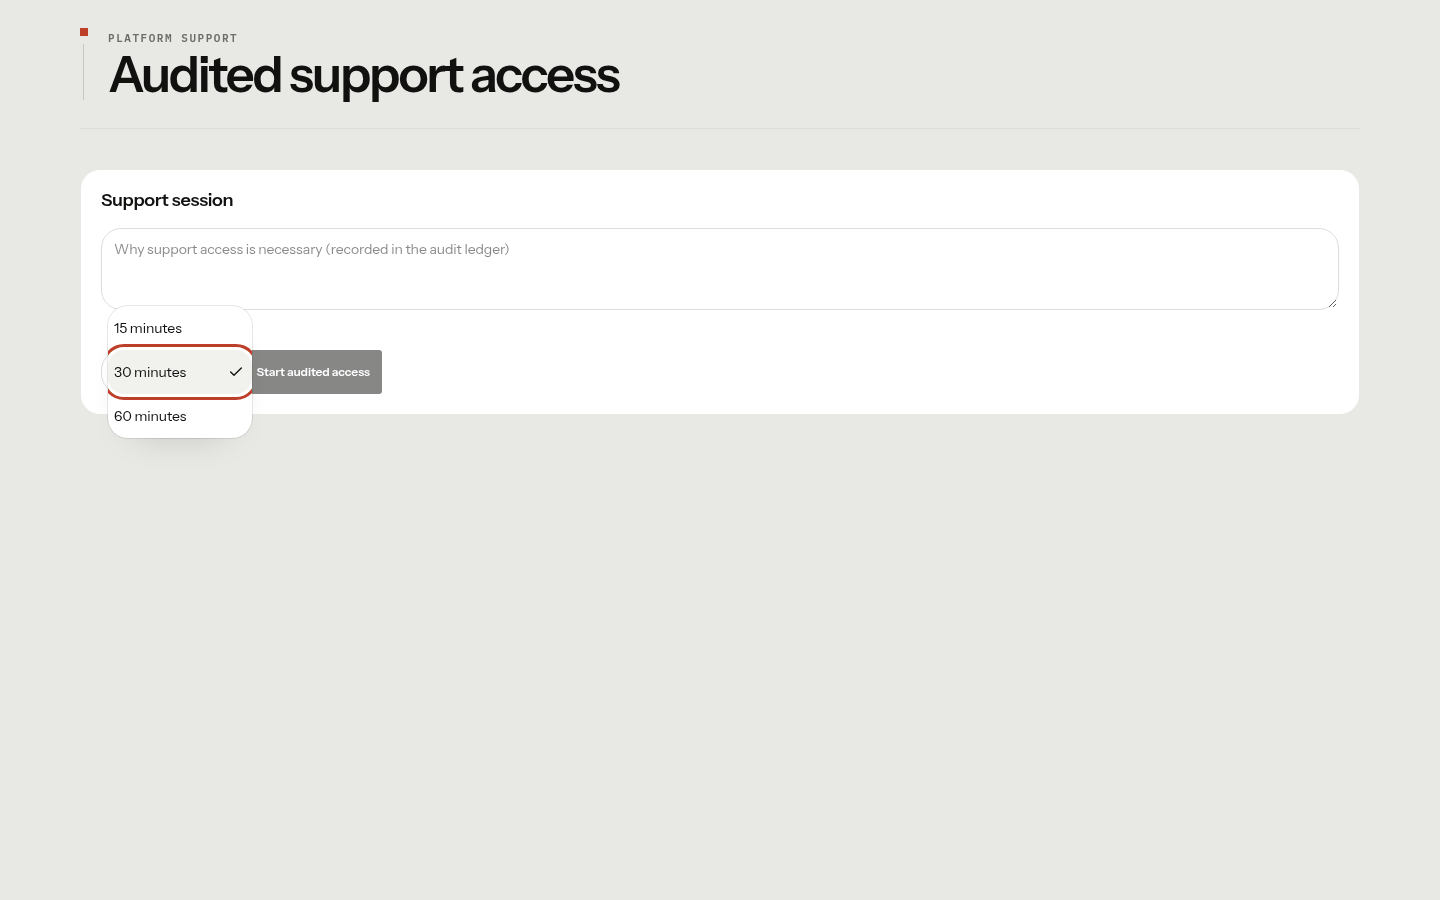 PLATFORM SUPPORT
Audited support access
Support session
Why support access is necessary (recorded in the audit ledger)
15 minutes
30 minutes
Start audited access
60 minutes